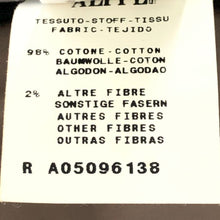 TESSUTO-STOFF-TISSU
FABRIC-TEJIDO
98% COTONE-COTTON
BAUMWOLLE-COTON
ALGODON-ALGODAO
2% ALTRE FIBRE
SONSTIGE FASERN
AUTRES FIBRES
OTHER FIBRES
OUTRAS FIBRAS
R A05096138